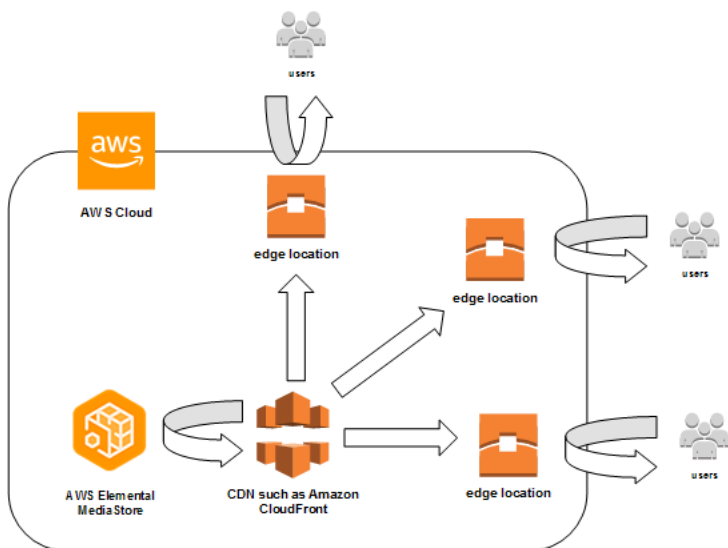 users
aws
AWS Cloud
edge location
users
edge location
AWS Elemental
MediaStore
CDN such as Amazon
CloudFront
edge location
users